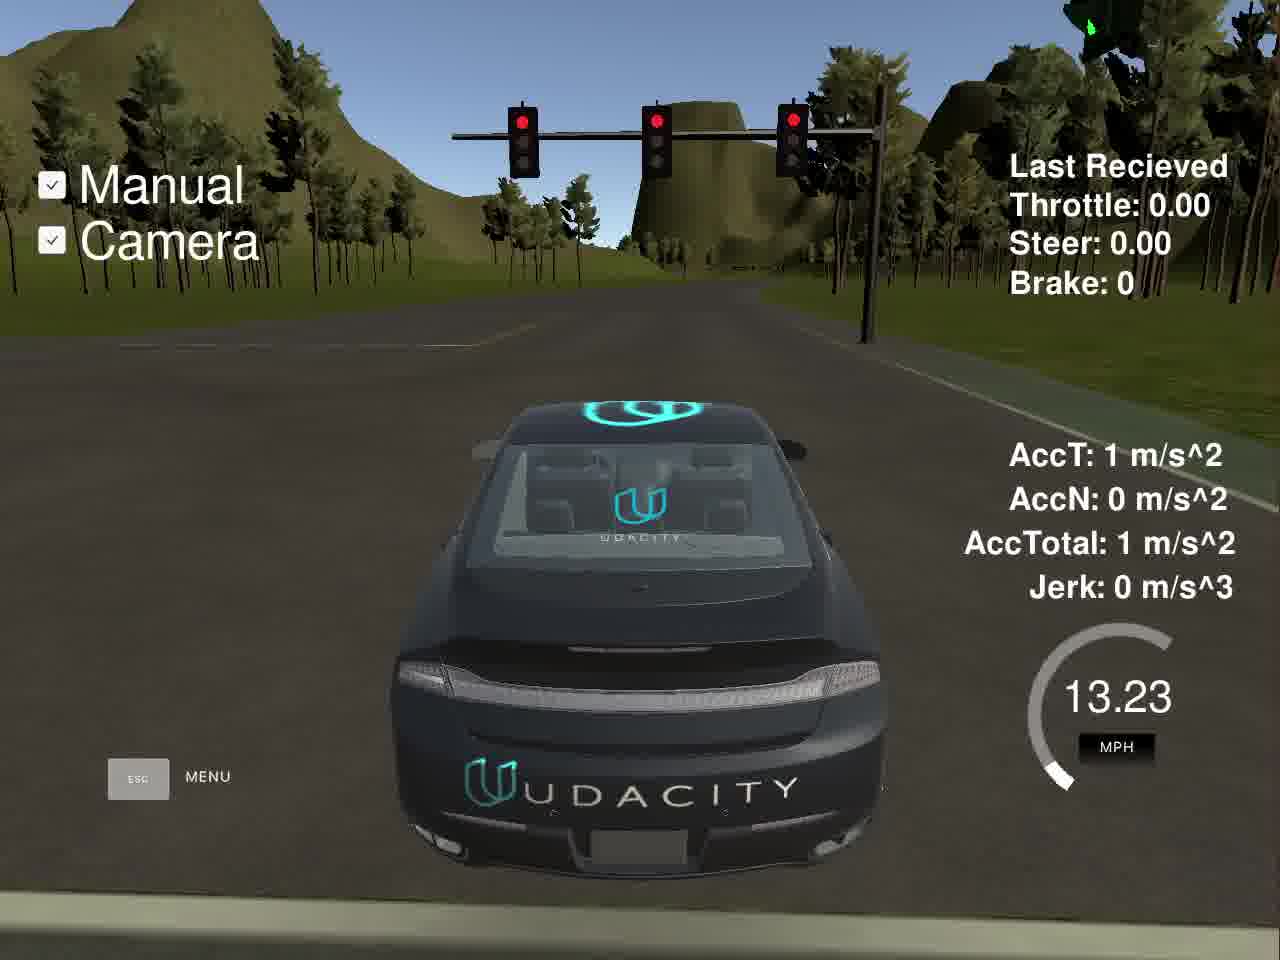 Manual
Camera
Last Recieved
Throttle: 0.00
Steer: 0.00
Brake: 0
AccT: 1 m/s^2
AccN: 0 m/s^2
AccTotal: 1 m/s^2
Jerk: 0 m/s^3
13.23
MPH
UDACITY
ESC MENU
UDACITY